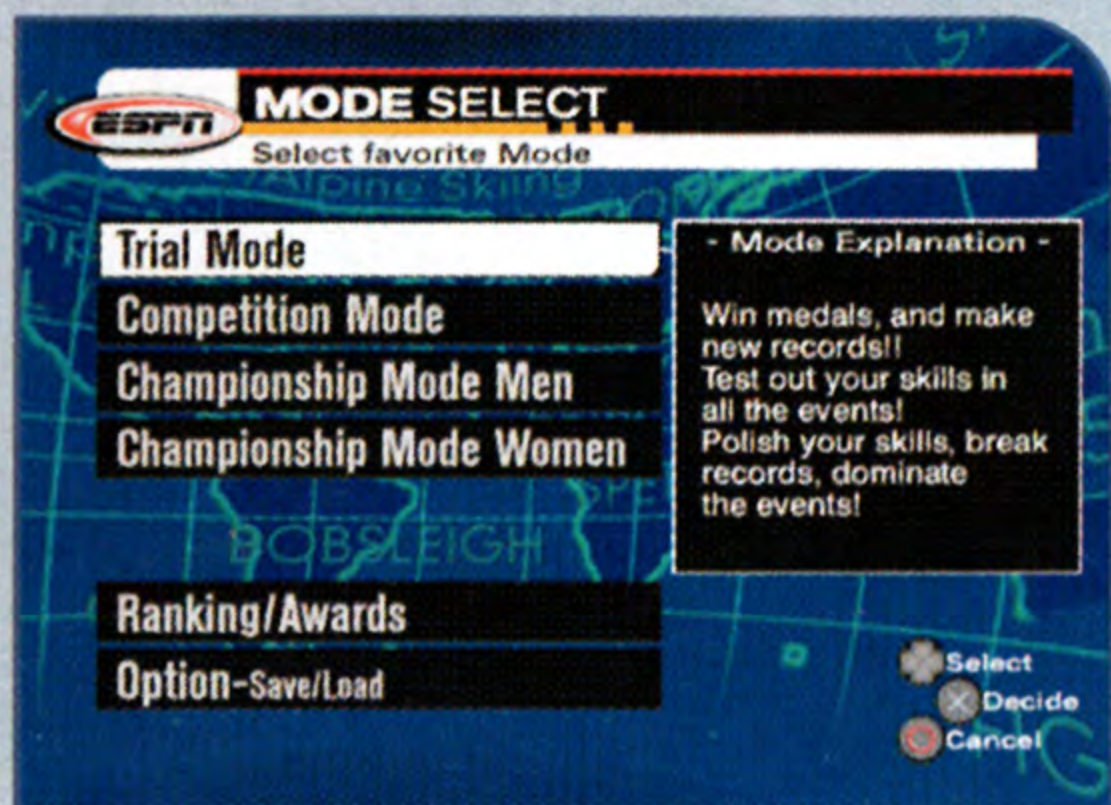 ESPN
MODE SELECT
Select favorite Mode
Alpine Skiing
Trial Mode
Competition Mode
Championship Mode Men
Championship Mode Women
- Mode Explanation -
Win medals, and make
new records!!
Test out your skills in
all the events!
Polish your skills, break
records, dominate
the events!
BOBSLEIGH
Ranking/Awards
Option-Save/Load
Select
Decide
Cancel